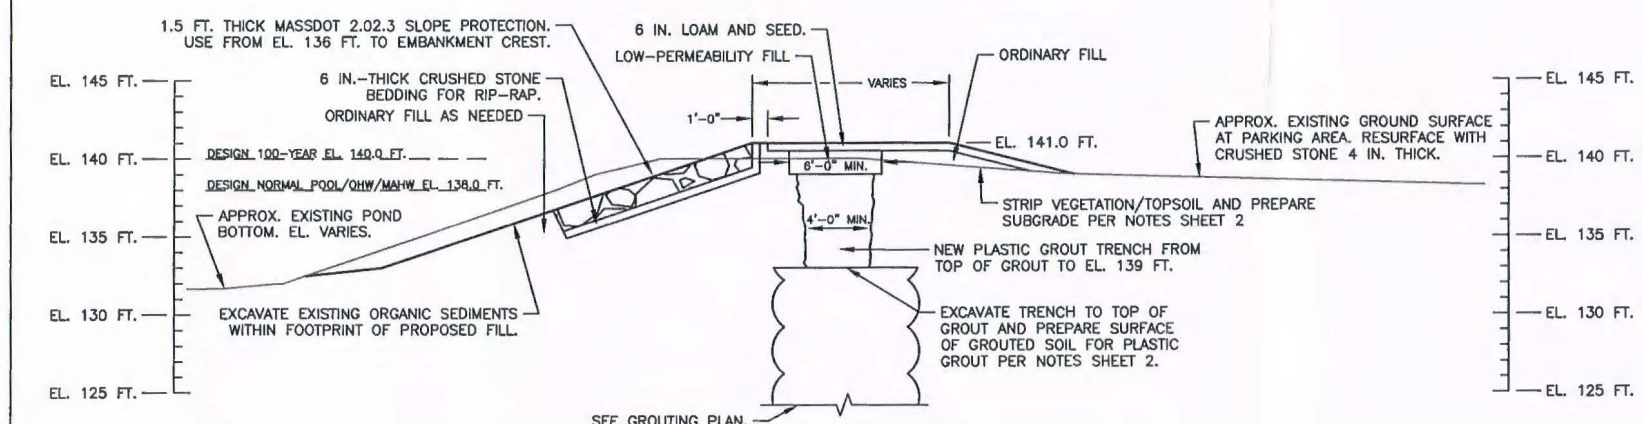 1.5 FT. THICK MASSDOT 2.02.3 SLOPE PROTECTION.
USE FROM EL. 136 FT. TO EMBANKMENT CREST.
6 IN.-THICK CRUSHED STONE
BEDDING FOR RIP-RAP.
ORDINARY FILL AS NEEDED
6 IN. LOAM AND SEED.
LOW-PERMEABILITY FILL
ORDINARY FILL
VARIES
1'-0"
EL. 145 FT.
EL. 140 FT.
EL. 135 FT.
EL. 130 FT.
EL. 125 FT.
DESIGN 100-YEAR EL. 140.0 FT.
DESIGN NORMAL POOL/OHW/MAHW EL. 138.0 FT.
APPROX. EXISTING POND
BOTTOM. EL. VARIES.
EXCAVATE EXISTING ORGANIC SEDIMENTS
WITHIN FOOTPRINT OF PROPOSED FILL.
6'-0" MIN.
4'-0" MIN.
EL. 141.0 FT.
APPROX. EXISTING GROUND SURFACE
AT PARKING AREA. RESURFACE WITH
CRUSHED STONE 4 IN. THICK.
STRIP VEGETATION/TOPSOIL AND PREPARE
SUBGRADE PER NOTES SHEET 2
NEW PLASTIC GROUT TRENCH FROM
TOP OF GROUT TO EL. 139 FT.
EXCAVATE TRENCH TO TOP OF
GROUT AND PREPARE SURFACE
OF GROUTED SOIL FOR PLASTIC
GROUT PER NOTES SHEET 2.
SEE GROUTING PLAN.
EL. 145 FT.
EL. 140 FT.
EL. 135 FT.
EL. 130 FT.
EL. 125 FT.